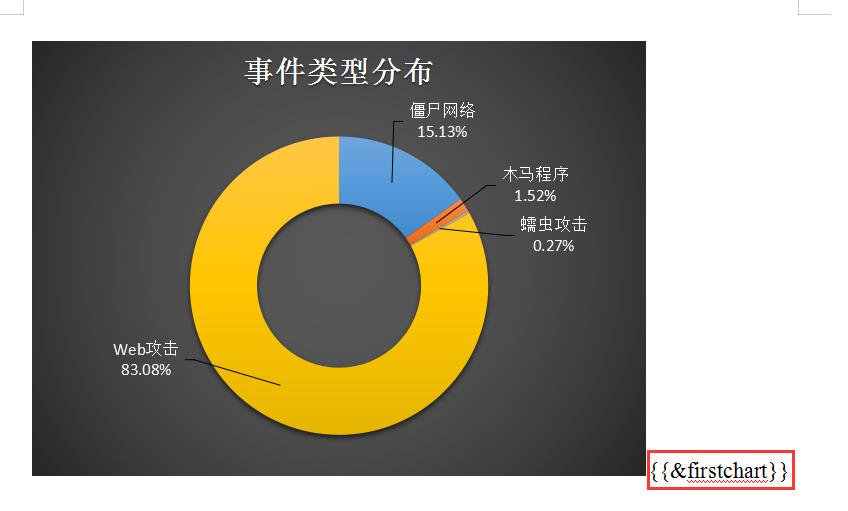 事件类型分布
僵尸网络
15.13%
木马程序
1.52%
蠕虫攻击
0.27%
Web攻击
83.08%
{{&firstchart}}